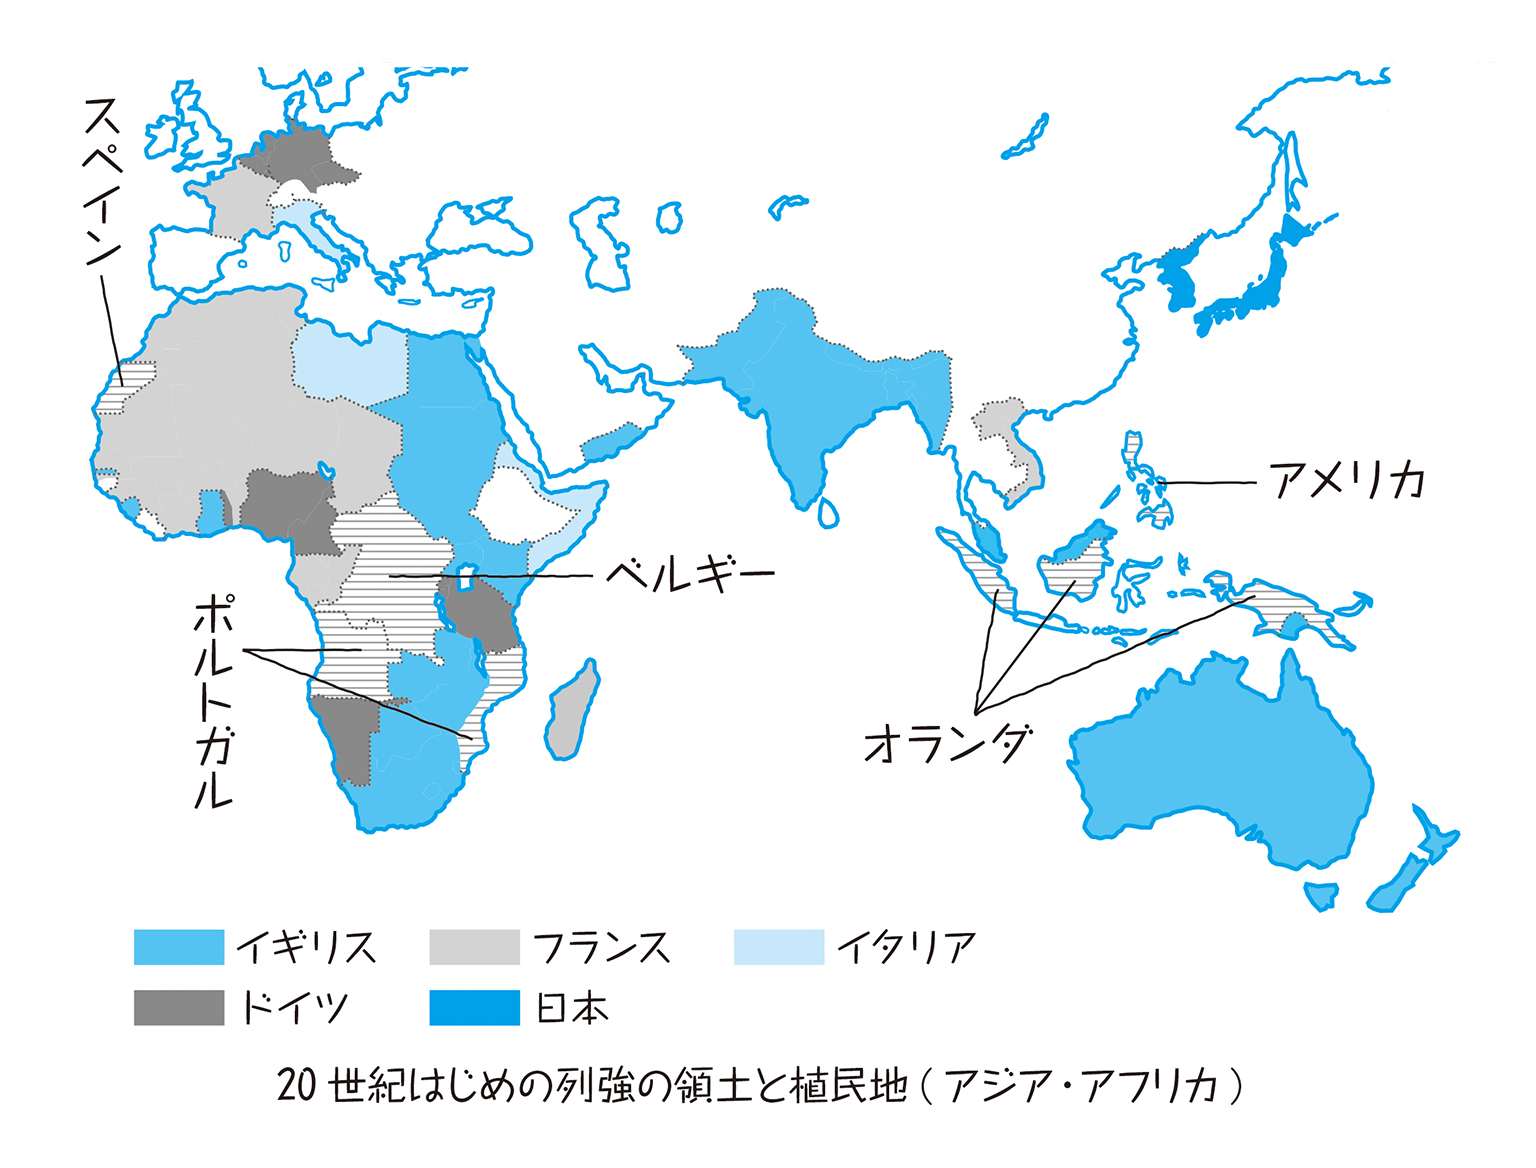 スペイン
アメリカ
ベルギー
ポルトガル
オランダ
イギリス
フランス
イタリア
ドイツ
日本
20世紀はじめの列強の領土と植民地(アジア・アフリカ)